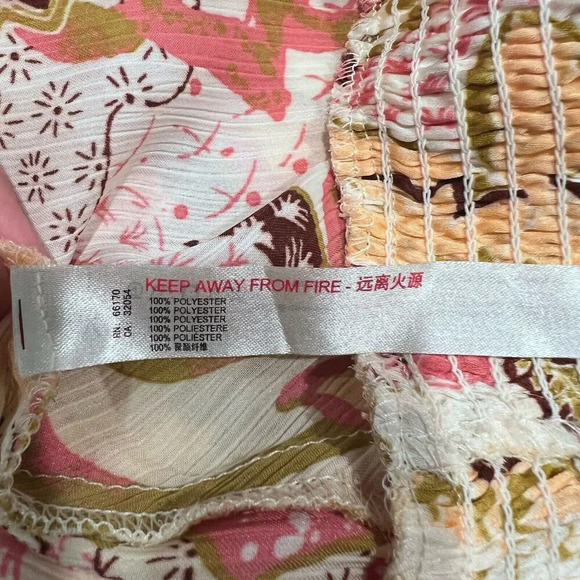 KEEP AWAY FROM FIRE - 远离火源
RN : 66170
CA : 32054
100% POLYESTER
100% POLYESTER
100% POLYESTER
100% POLIESTERE
100% POLIÉSTER
100% 聚酯纤维